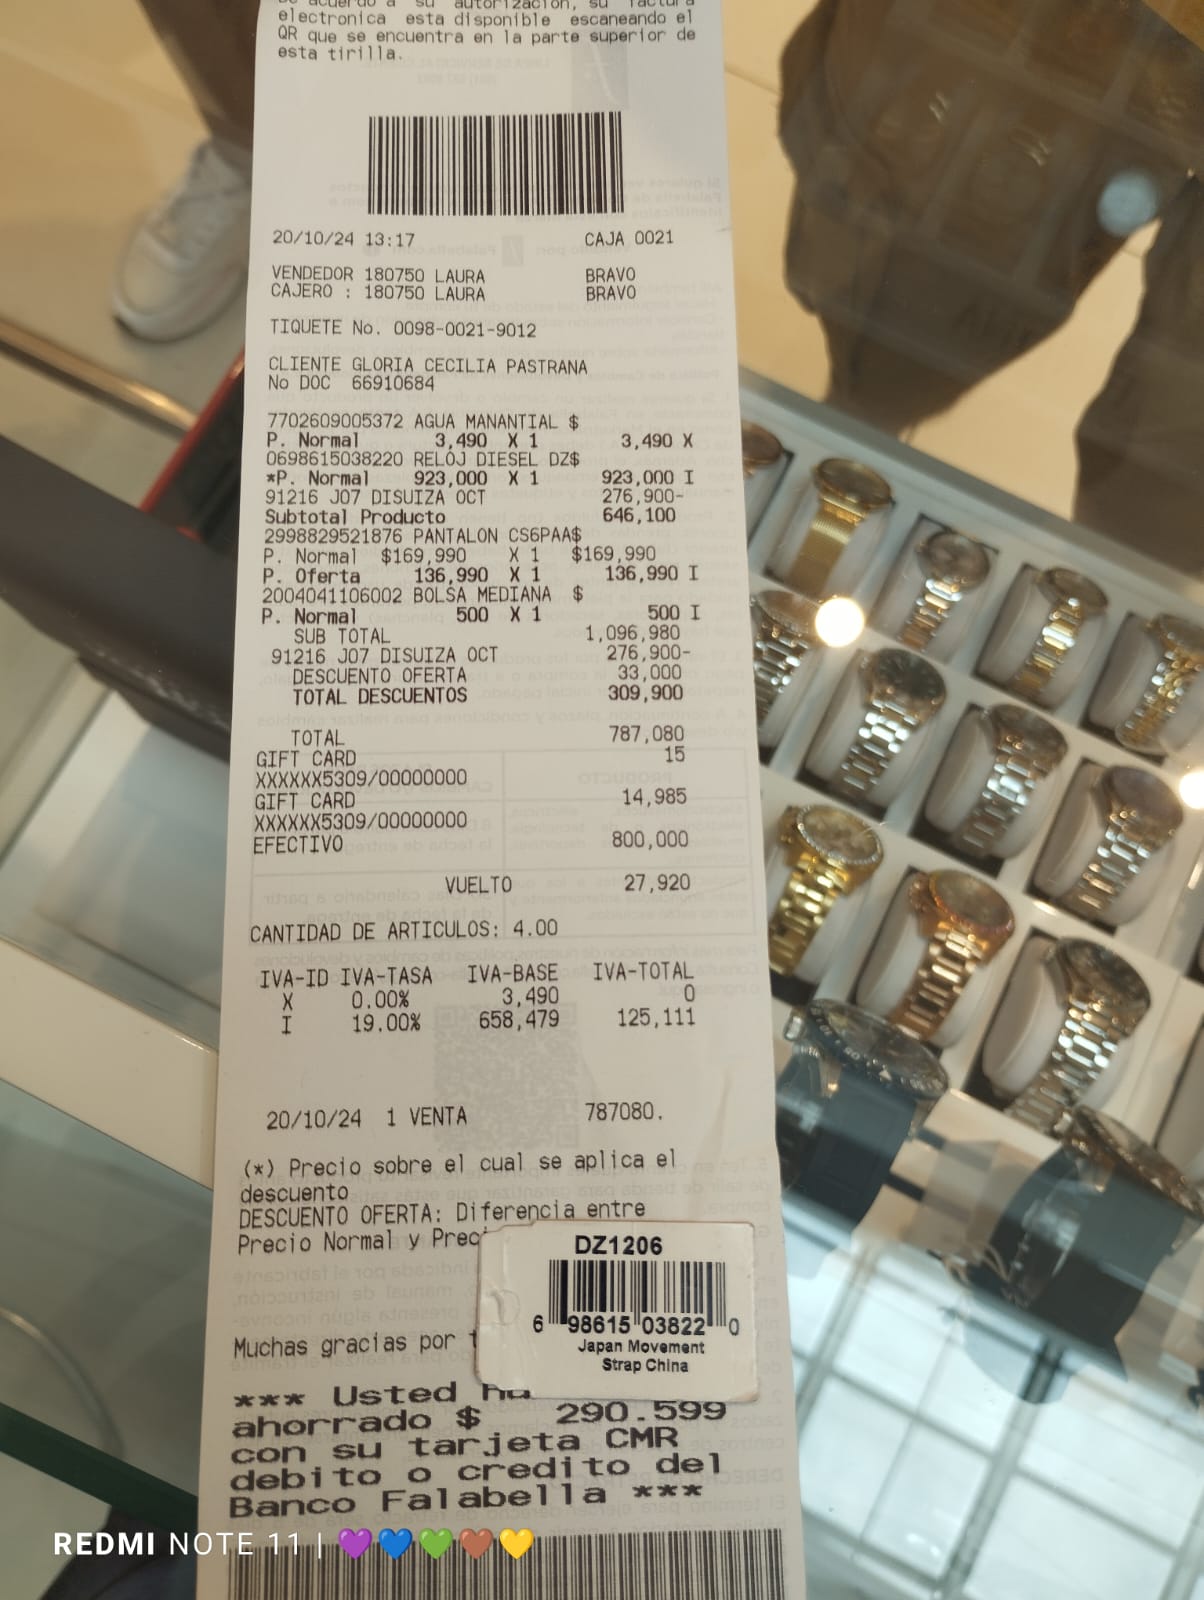 De acuerdo a su autorización, su factura
electronica esta disponible escaneando el
QR que se encuentra en la parte superior de
esta tirilla.
20/10/24 13:17 CAJA 0021
VENDEDOR 180750 LAURA BRAVO
CAJERO : 180750 LAURA BRAVO
TIQUETE No. 0098-0021-9012
CLIENTE GLORIA CECILIA PASTRANA
No DOC 66910684
7702609005372 AGUA MANANTIAL $
P. Normal 3,490 X 1 3,490 X
0698615038220 RELOJ DIESEL DZ$
*P. Normal 923,000 X 1 923,000 I
91216 J07 DISUIZA OCT 276,900-
Subtotal Producto 646,100
2998829521876 PANTALON CS6PAA$
P. Normal $169,990 X 1 $169,990
P. Oferta 136,990 X 1 136,990 I
2004041106002 BOLSA MEDIANA $
P. Normal 500 X 1 500 I
SUB TOTAL 1,096,980
91216 J07 DISUIZA OCT 276,900-
DESCUENTO OFERTA 33,000
TOTAL DESCUENTOS 309,900
TOTAL 787,080
GIFT CARD 15
XXXXXX5309/00000000
GIFT CARD 14,985
XXXXXX5309/00000000
EFECTIVO 800,000
VUELTO 27,920
CANTIDAD DE ARTICULOS: 4.00
IVA-ID IVA-TASA IVA-BASE IVA-TOTAL
X 0.00% 3,490 0
I 19.00% 658,479 125,111
20/10/24 1 VENTA 787080.
(*) Precio sobre el cual se aplica el
descuento
DESCUENTO OFERTA: Diferencia entre
Precio Normal y Prec
DZ1206
6 98615 03822 0
Japan Movement
Strap China
Muchas gracias por t
*** Usted ha
ahorrado $ 290.599
con su tarjeta CMR
debito o credito del
Banco Falabella ***
REDMI NOTE 11 | 💜💙💚🤎💛